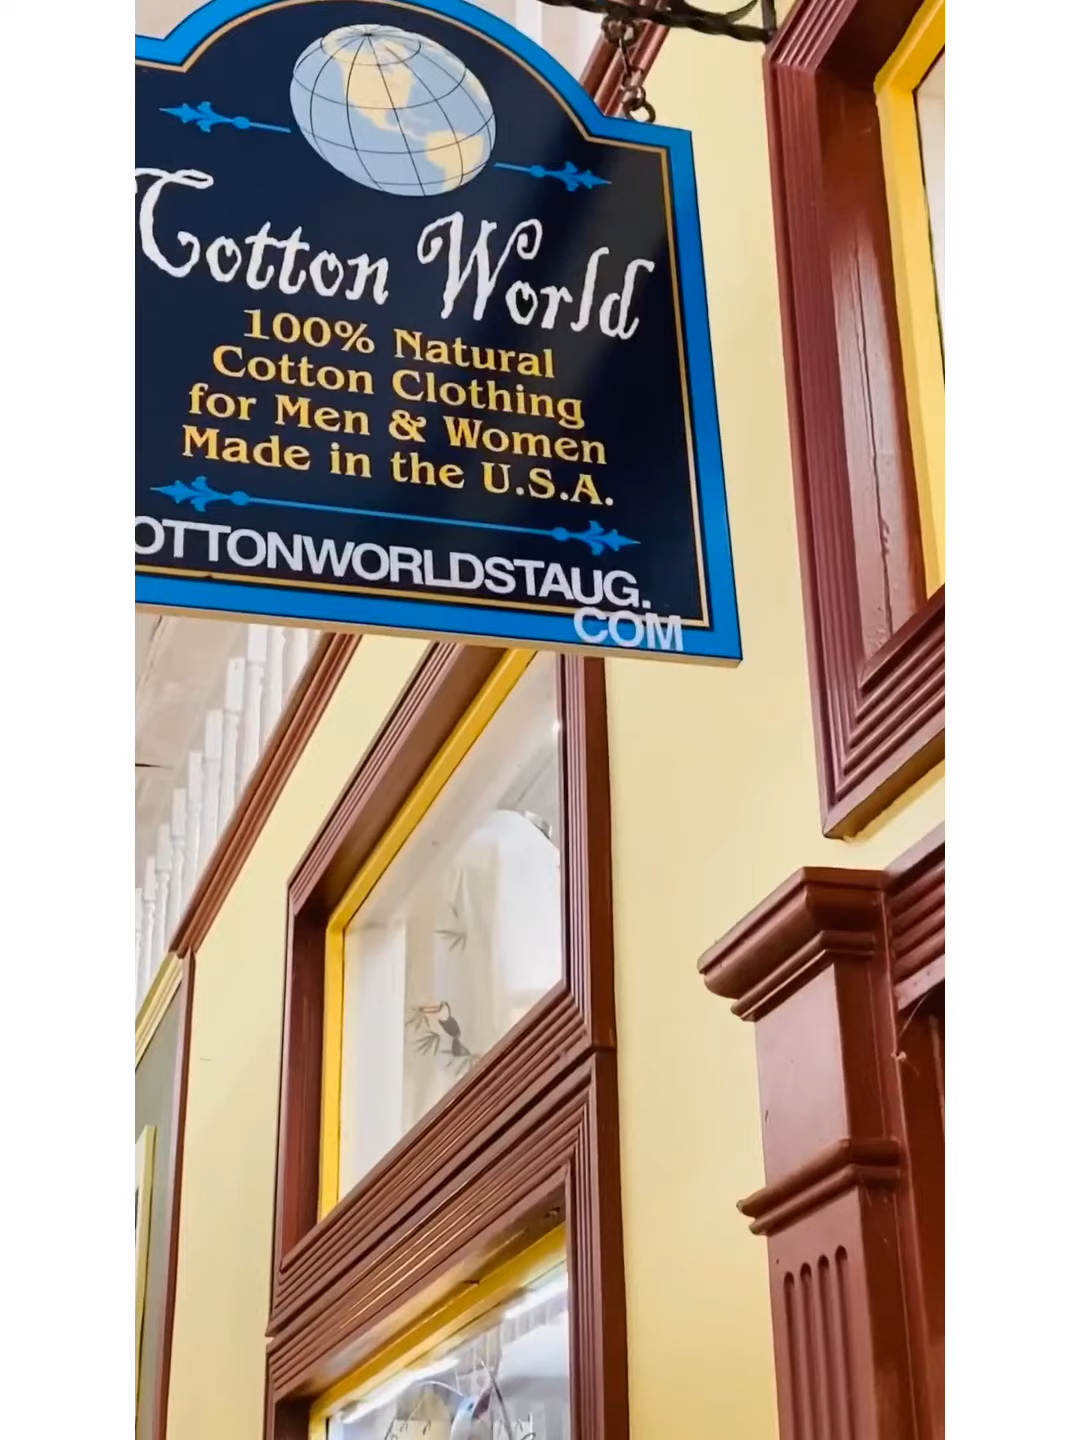 Cotton World
100% Natural
Cotton Clothing
for Men & Women
Made in the U.S.A.
OTTONWORLDSTAUG.
COM